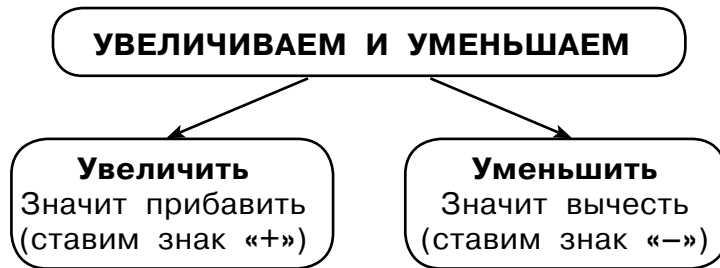 УВЕЛИЧИВАЕМ И УМЕНЬШАЕМ
Увеличить
Значит прибавить
(ставим знак «+»)
Уменьшить
Значит вычесть
(ставим знак «–»)